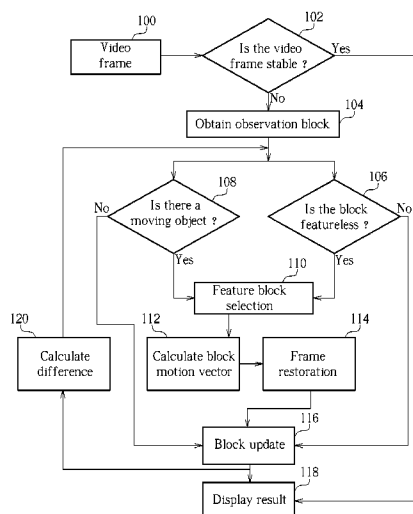 100
Video
frame
102
Is the video
frame stable ?
Yes
No
104
Obtain observation block
108
Is there a
moving object ?
No
Yes
106
Is the block
featureless ?
No
Yes
110
Feature block
selection
112
Calculate block
motion vector
114
Frame
restoration
120
Calculate
difference
116
Block update
118
Display result